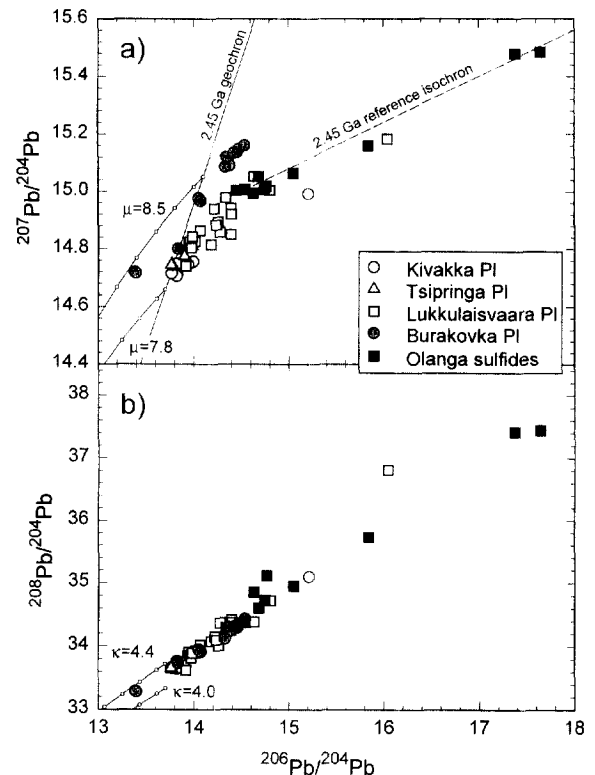 a)
15.6
15.4
15.2
15.0
14.8
14.6
14.4
207Pb/204Pb
2.45 Ga geochron
2.45 Ga reference isochron
μ=8.5
μ=7.8
Kivakka Pl
Tsipringa Pl
Lukkulaisvaara Pl
Burakovka Pl
Olanga sulfides
b)
38
37
36
35
34
33
208Pb/204Pb
κ=4.4
κ=4.0
13 14 15 16 17 18
206Pb/204Pb